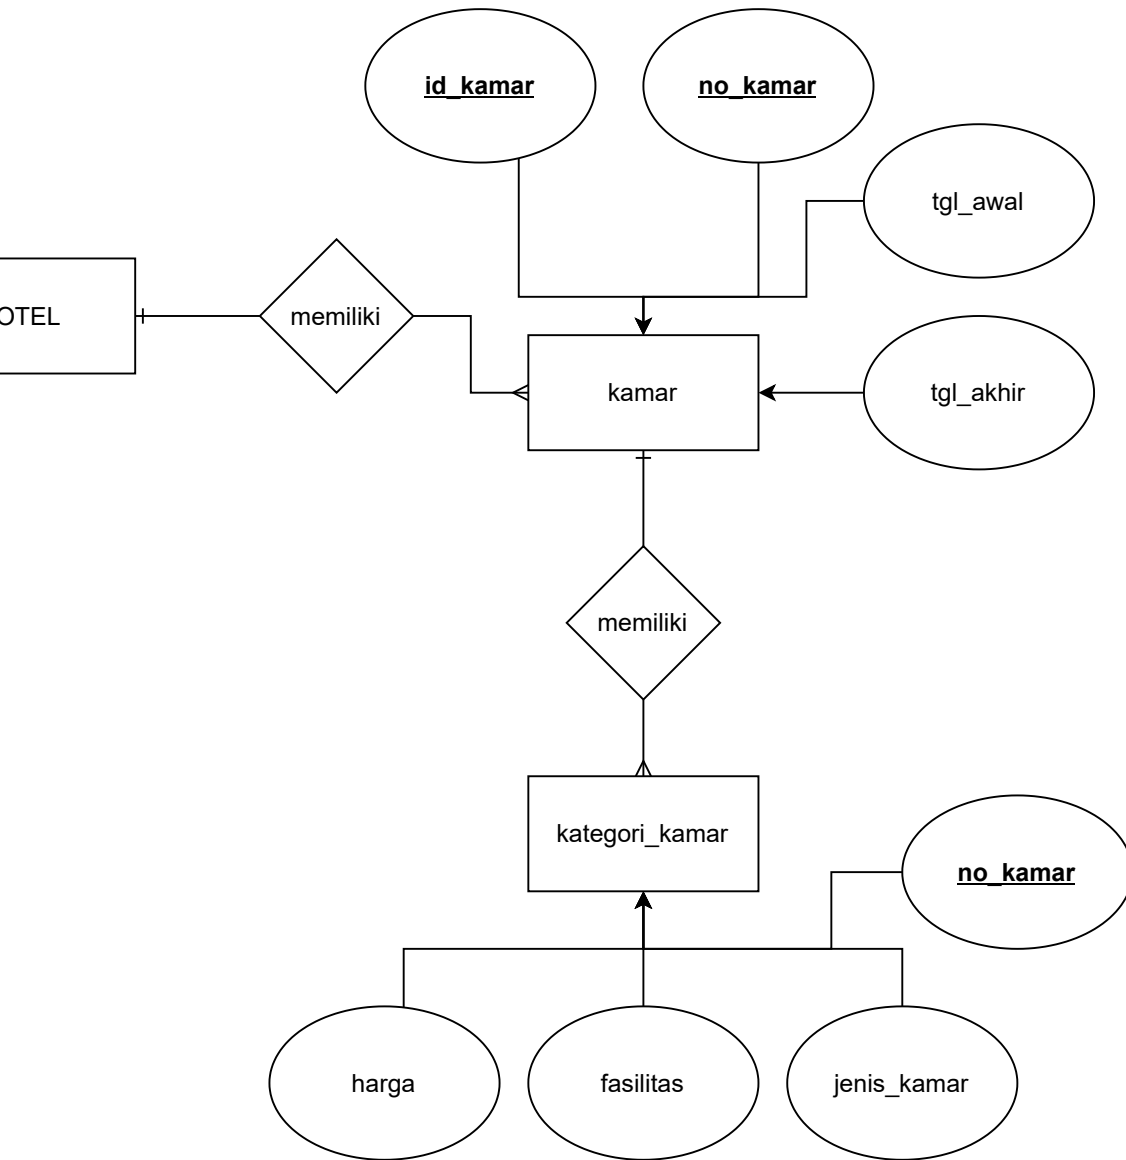 id_kamar
no_kamar
tgl_awal
OTEL
memiliki
kamar
tgl_akhir
memiliki
kategori_kamar
no_kamar
harga
fasilitas
jenis_kamar